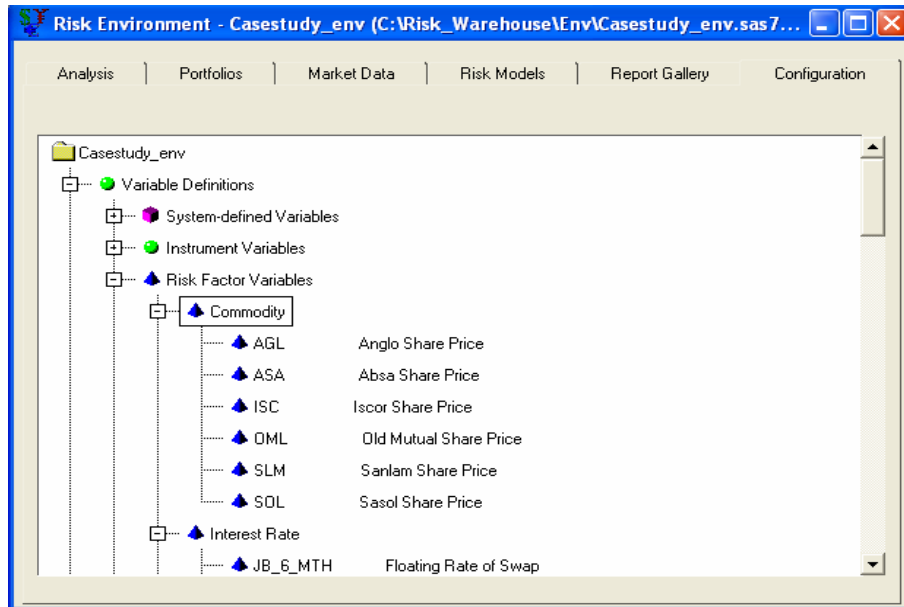 Risk Environment - Casestudy_env (C:\Risk_Warehouse\Env\Casestudy_env.sas7...
Analysis Portfolios Market Data Risk Models Report Gallery Configuration
Casestudy_env
Variable Definitions
System-defined Variables
Instrument Variables
Risk Factor Variables
Commodity
AGL Anglo Share Price
ASA Absa Share Price
ISC Iscor Share Price
OML Old Mutual Share Price
SLM Sanlam Share Price
SOL Sasol Share Price
Interest Rate
JB_6_MTH Floating Rate of Swap